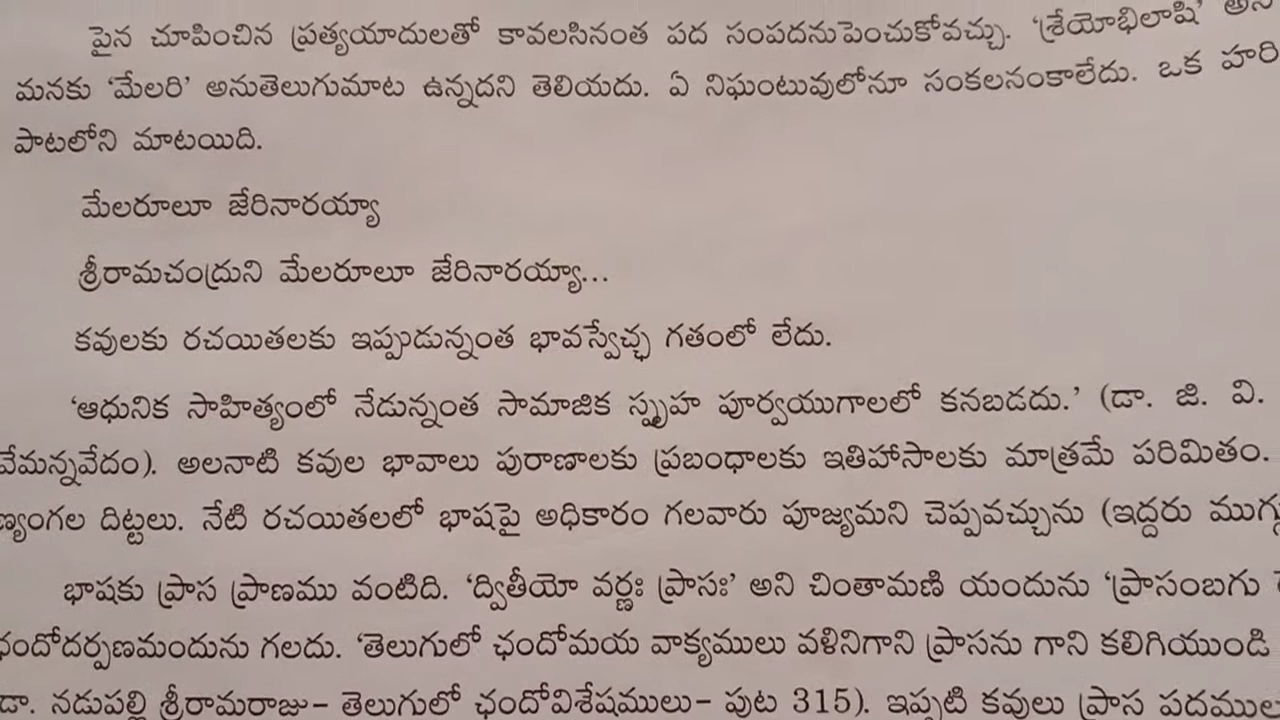 పైన చూపించిన ప్రత్యయాదులతో కావలసినంత పద సంపదనుపెంచుకోవచ్చు. ‘శ్రేయోభిలాషి’
మనకు ‘మేలరి’ అనుతెలుగుమాట ఉన్నదని తెలియదు. ఏ నిఘంటువులోనూ సంకలనంకాలేదు. ఒక హరి
పాటలోని మాటయిది.
మేలరూలూ జేరినారయ్యా
శ్రీరామచంద్రుని మేలరూలూ జేరినారయ్యా...
కవులకు రచయితలకు ఇప్పుడున్నంత భావస్వేచ్ఛ గతంలో లేదు.
‘ఆధునిక సాహిత్యంలో నేడున్నంత సామాజిక స్పృహ పూర్వయుగాలలో కనబడదు.’ (డా. జి. వి.
వేమన్నవేదం). అలనాటి కవుల భావాలు పురాణాలకు ప్రబంధాలకు ఇతిహాసాలకు మాత్రమే పరిమితం.
ణ్యంగల దిట్టలు. నేటి రచయితలలో భాషపై అధికారం గలవారు పూజ్యమని చెప్పవచ్చును (ఇద్దరు
భాషకు ప్రాస ప్రాణము వంటిది. ‘ద్వితీయో వర్ణః ప్రాసః’ అని చింతామణి యందును ‘ప్రాసంబగు
ఛందోదర్పణమందును గలదు. ‘తెలుగులో ఛందోమయ వాక్యములు వళినిగాని ప్రాసను గాని కలిగియుండి
డా. నడుపల్లి శ్రీరామరాజు- తెలుగులో ఛందోవిశేషములు- పుట 315). ఇప్పటి కవులు ప్రాస పదముల